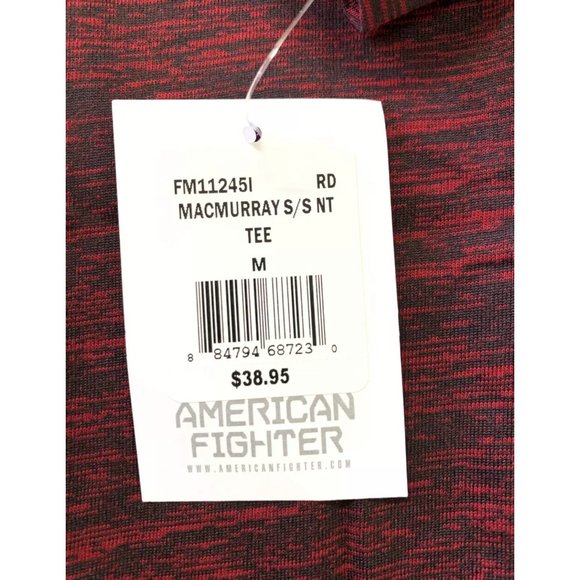 FM11245I RD
MACMURRAY S/S NT
TEE
M
8 84794 68723 0
$38.95
AMERICAN
FIGHTER
WWW.AMERICANFIGHTER.COM